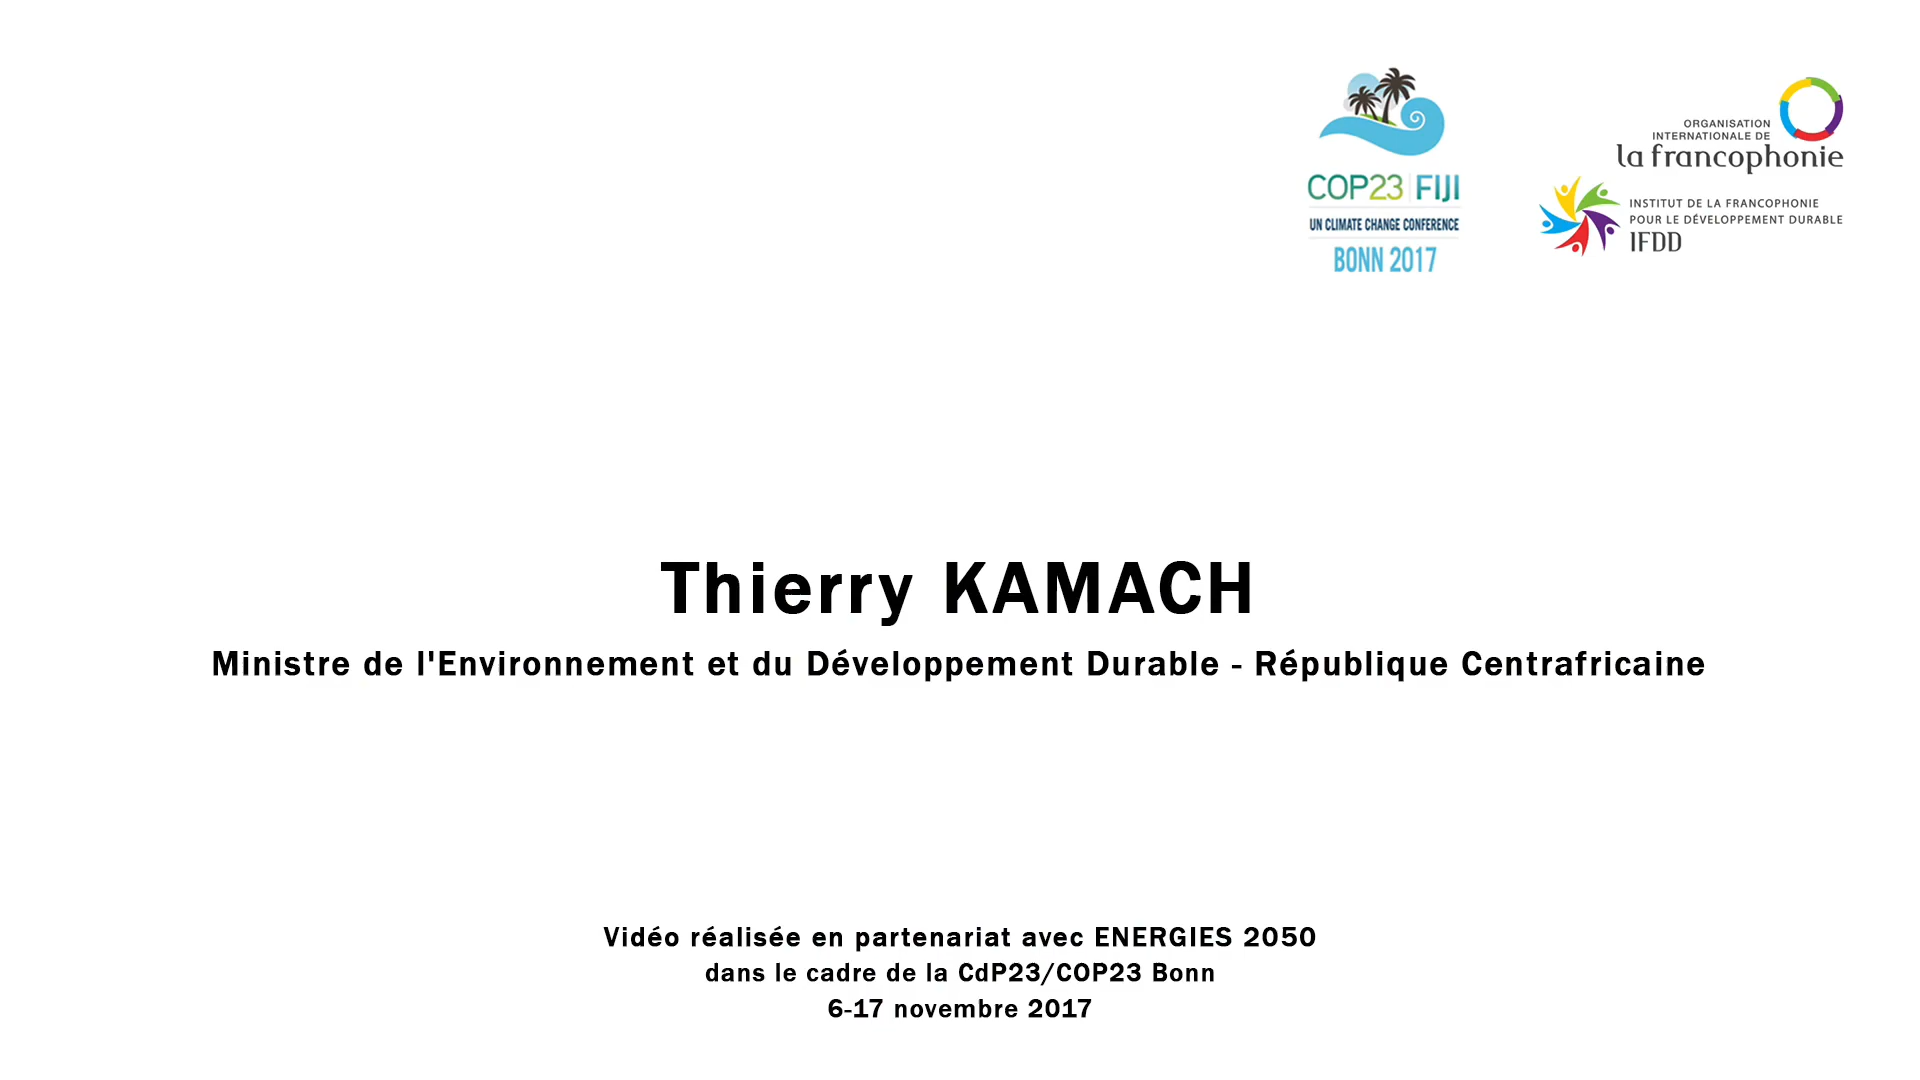 COP23 FIJI
UN CLIMATE CHANGE CONFERENCE
BONN 2017
ORGANISATION
INTERNATIONALE DE
la francophonie
INSTITUT DE LA FRANCOPHONIE
POUR LE DÉVELOPPEMENT DURABLE
IFDD
Thierry KAMACH
Ministre de l'Environnement et du Développement Durable - République Centrafricaine
Vidéo réalisée en partenariat avec ENERGIES 2050
dans le cadre de la CdP23/COP23 Bonn
6-17 novembre 2017